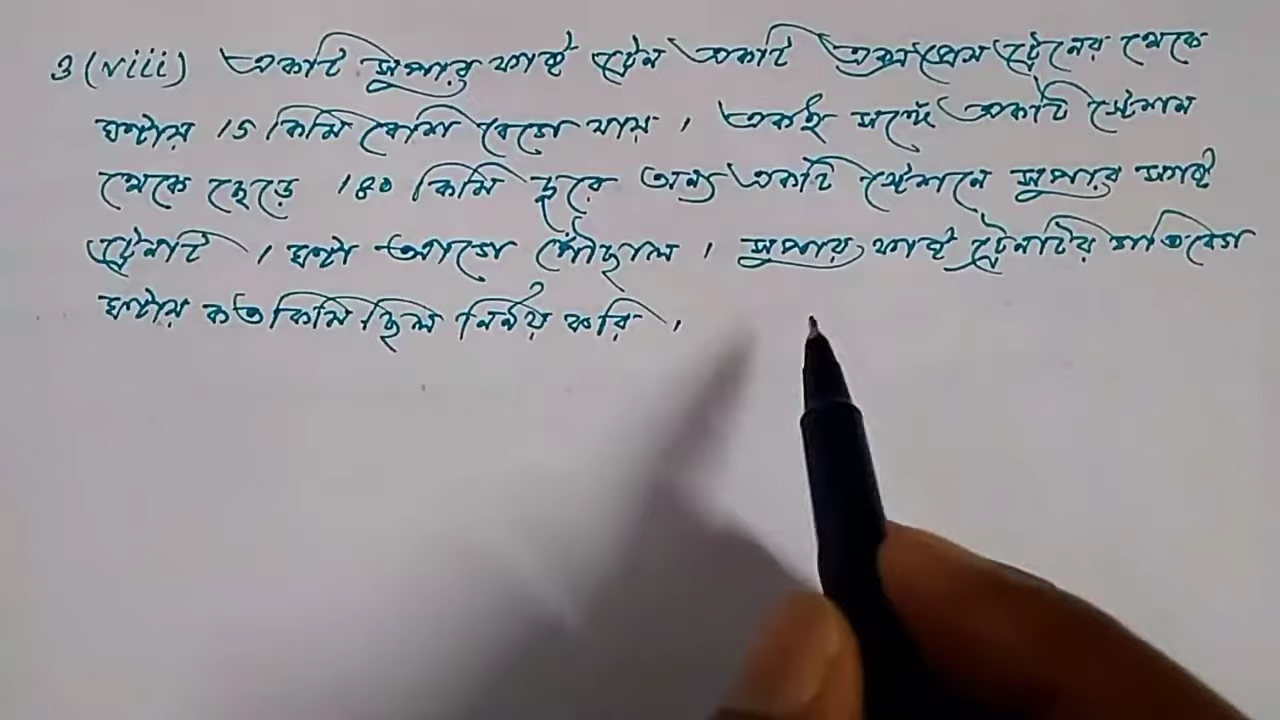 3(viii) একটি সুপার ফাস্ট ট্রেন একটি এক্সপ্রেস ট্রেনের থেকে
ঘণ্টায় 15 কিমি বেশি বেগে যায়। একই সঙ্গে একটি স্টেশন
থেকে ছেড়ে 180 কিমি দূরে অন্য একটি স্টেশনে সুপার ফাস্ট
ট্রেনটি 1 ঘণ্টা আগে পৌঁছাল। সুপার ফাস্ট ট্রেনটির গতিবেগ
ঘণ্টায় কত কিমি ছিল নির্ণয় করি।